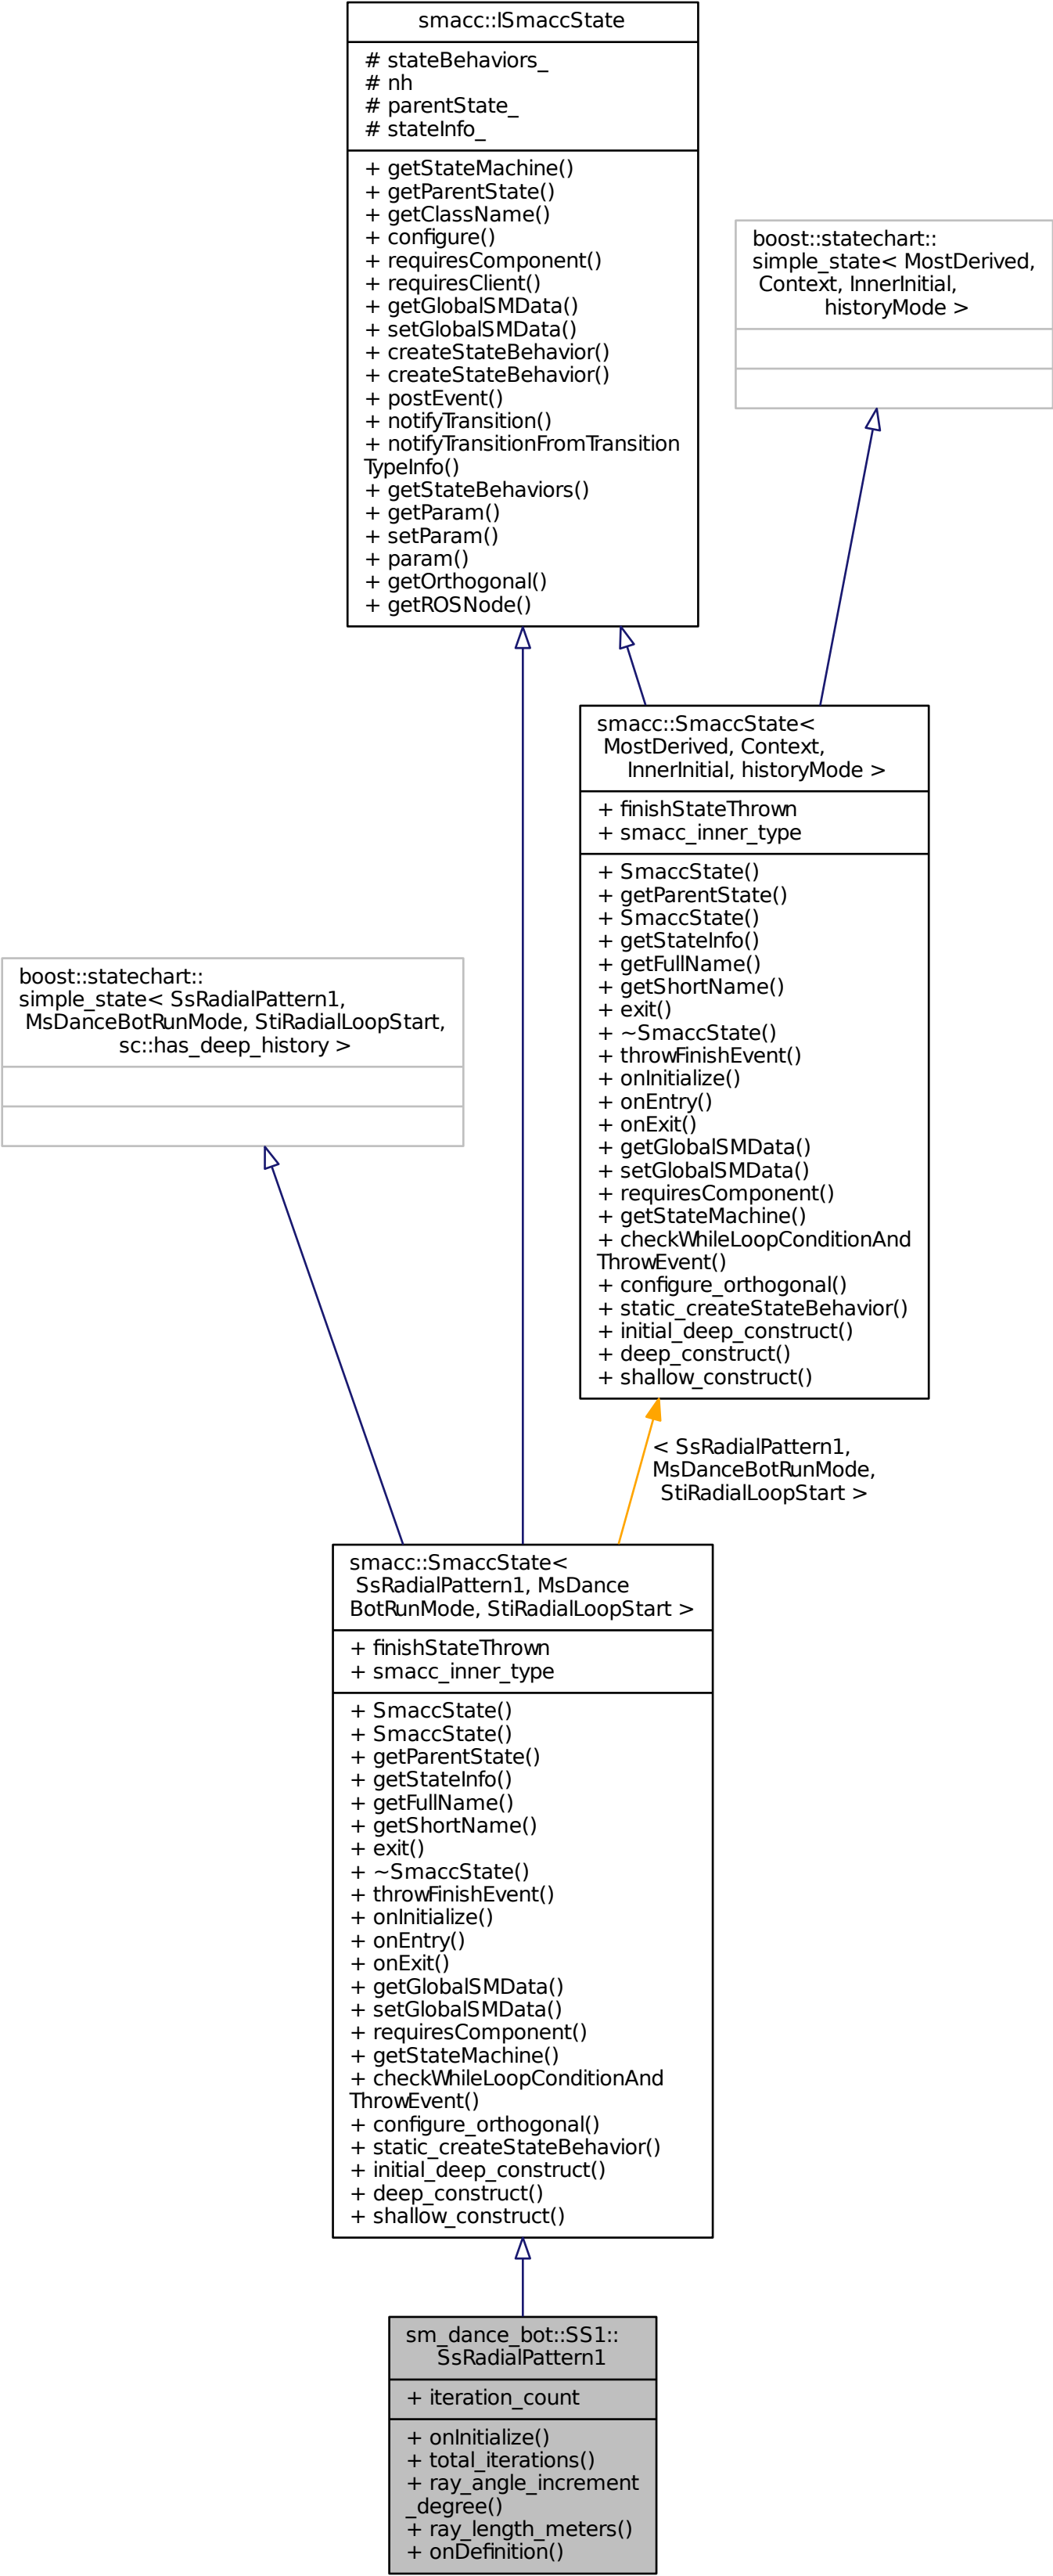 smacc::ISmaccState
# stateBehaviors_
# nh
# parentState_
# stateInfo_
+ getStateMachine()
+ getParentState()
+ getClassName()
+ configure()
+ requiresComponent()
+ requiresClient()
+ getGlobalSMData()
+ setGlobalSMData()
+ createStateBehavior()
+ createStateBehavior()
+ postEvent()
+ notifyTransition()
+ notifyTransitionFromTransition
TypeInfo()
+ getStateBehaviors()
+ getParam()
+ setParam()
+ param()
+ getOrthogonal()
+ getROSNode()
boost::statechart::
simple_state< MostDerived,
Context, InnerInitial,
historyMode >
smacc::SmaccState<
MostDerived, Context,
InnerInitial, historyMode >
+ finishStateThrown
+ smacc_inner_type
+ SmaccState()
+ getParentState()
+ SmaccState()
+ getStateInfo()
+ getFullName()
+ getShortName()
+ exit()
+ ~SmaccState()
+ throwFinishEvent()
+ onInitialize()
+ onEntry()
+ onExit()
+ getGlobalSMData()
+ setGlobalSMData()
+ requiresComponent()
+ getStateMachine()
+ checkWhileLoopConditionAnd
ThrowEvent()
+ configure_orthogonal()
+ static_createStateBehavior()
+ initial_deep_construct()
+ deep_construct()
+ shallow_construct()
boost::statechart::
simple_state< SsRadialPattern1,
MsDanceBotRunMode, StiRadialLoopStart,
sc::has_deep_history >
< SsRadialPattern1,
MsDanceBotRunMode,
StiRadialLoopStart >
smacc::SmaccState<
SsRadialPattern1, MsDance
BotRunMode, StiRadialLoopStart >
+ finishStateThrown
+ smacc_inner_type
+ SmaccState()
+ SmaccState()
+ getParentState()
+ getStateInfo()
+ getFullName()
+ getShortName()
+ exit()
+ ~SmaccState()
+ throwFinishEvent()
+ onInitialize()
+ onEntry()
+ onExit()
+ getGlobalSMData()
+ setGlobalSMData()
+ requiresComponent()
+ getStateMachine()
+ checkWhileLoopConditionAnd
ThrowEvent()
+ configure_orthogonal()
+ static_createStateBehavior()
+ initial_deep_construct()
+ deep_construct()
+ shallow_construct()
sm_dance_bot::SS1::
SsRadialPattern1
+ iteration_count
+ onInitialize()
+ total_iterations()
+ ray_angle_increment
_degree()
+ ray_length_meters()
+ onDefinition()